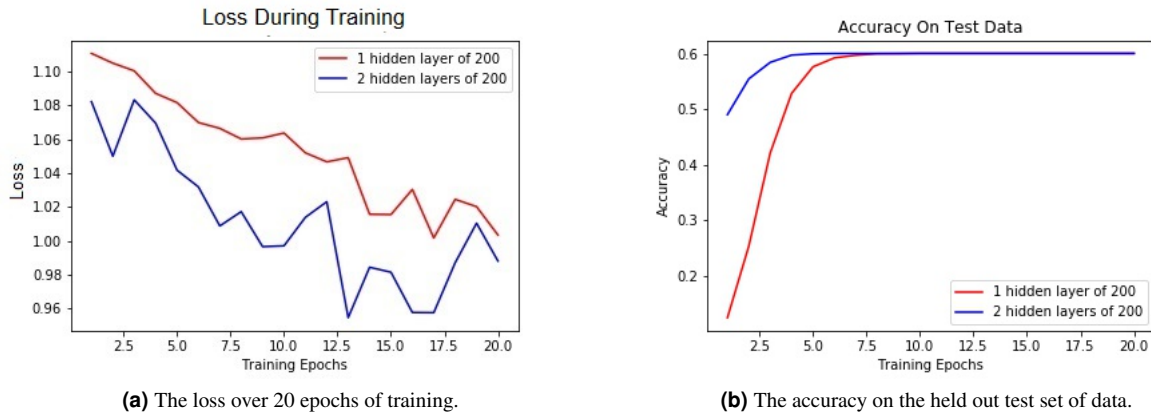 Loss During Training
1 hidden layer of 200
2 hidden layers of 200
Loss
1.10
1.08
1.06
1.04
1.02
1.00
0.98
0.96
2.5 5.0 7.5 10.0 12.5 15.0 17.5 20.0
Training Epochs
(a) The loss over 20 epochs of training.
Accuracy On Test Data
Accuracy
0.6
0.5
0.4
0.3
0.2
1 hidden layer of 200
2 hidden layers of 200
2.5 5.0 7.5 10.0 12.5 15.0 17.5 20.0
Training Epochs
(b) The accuracy on the held out test set of data.